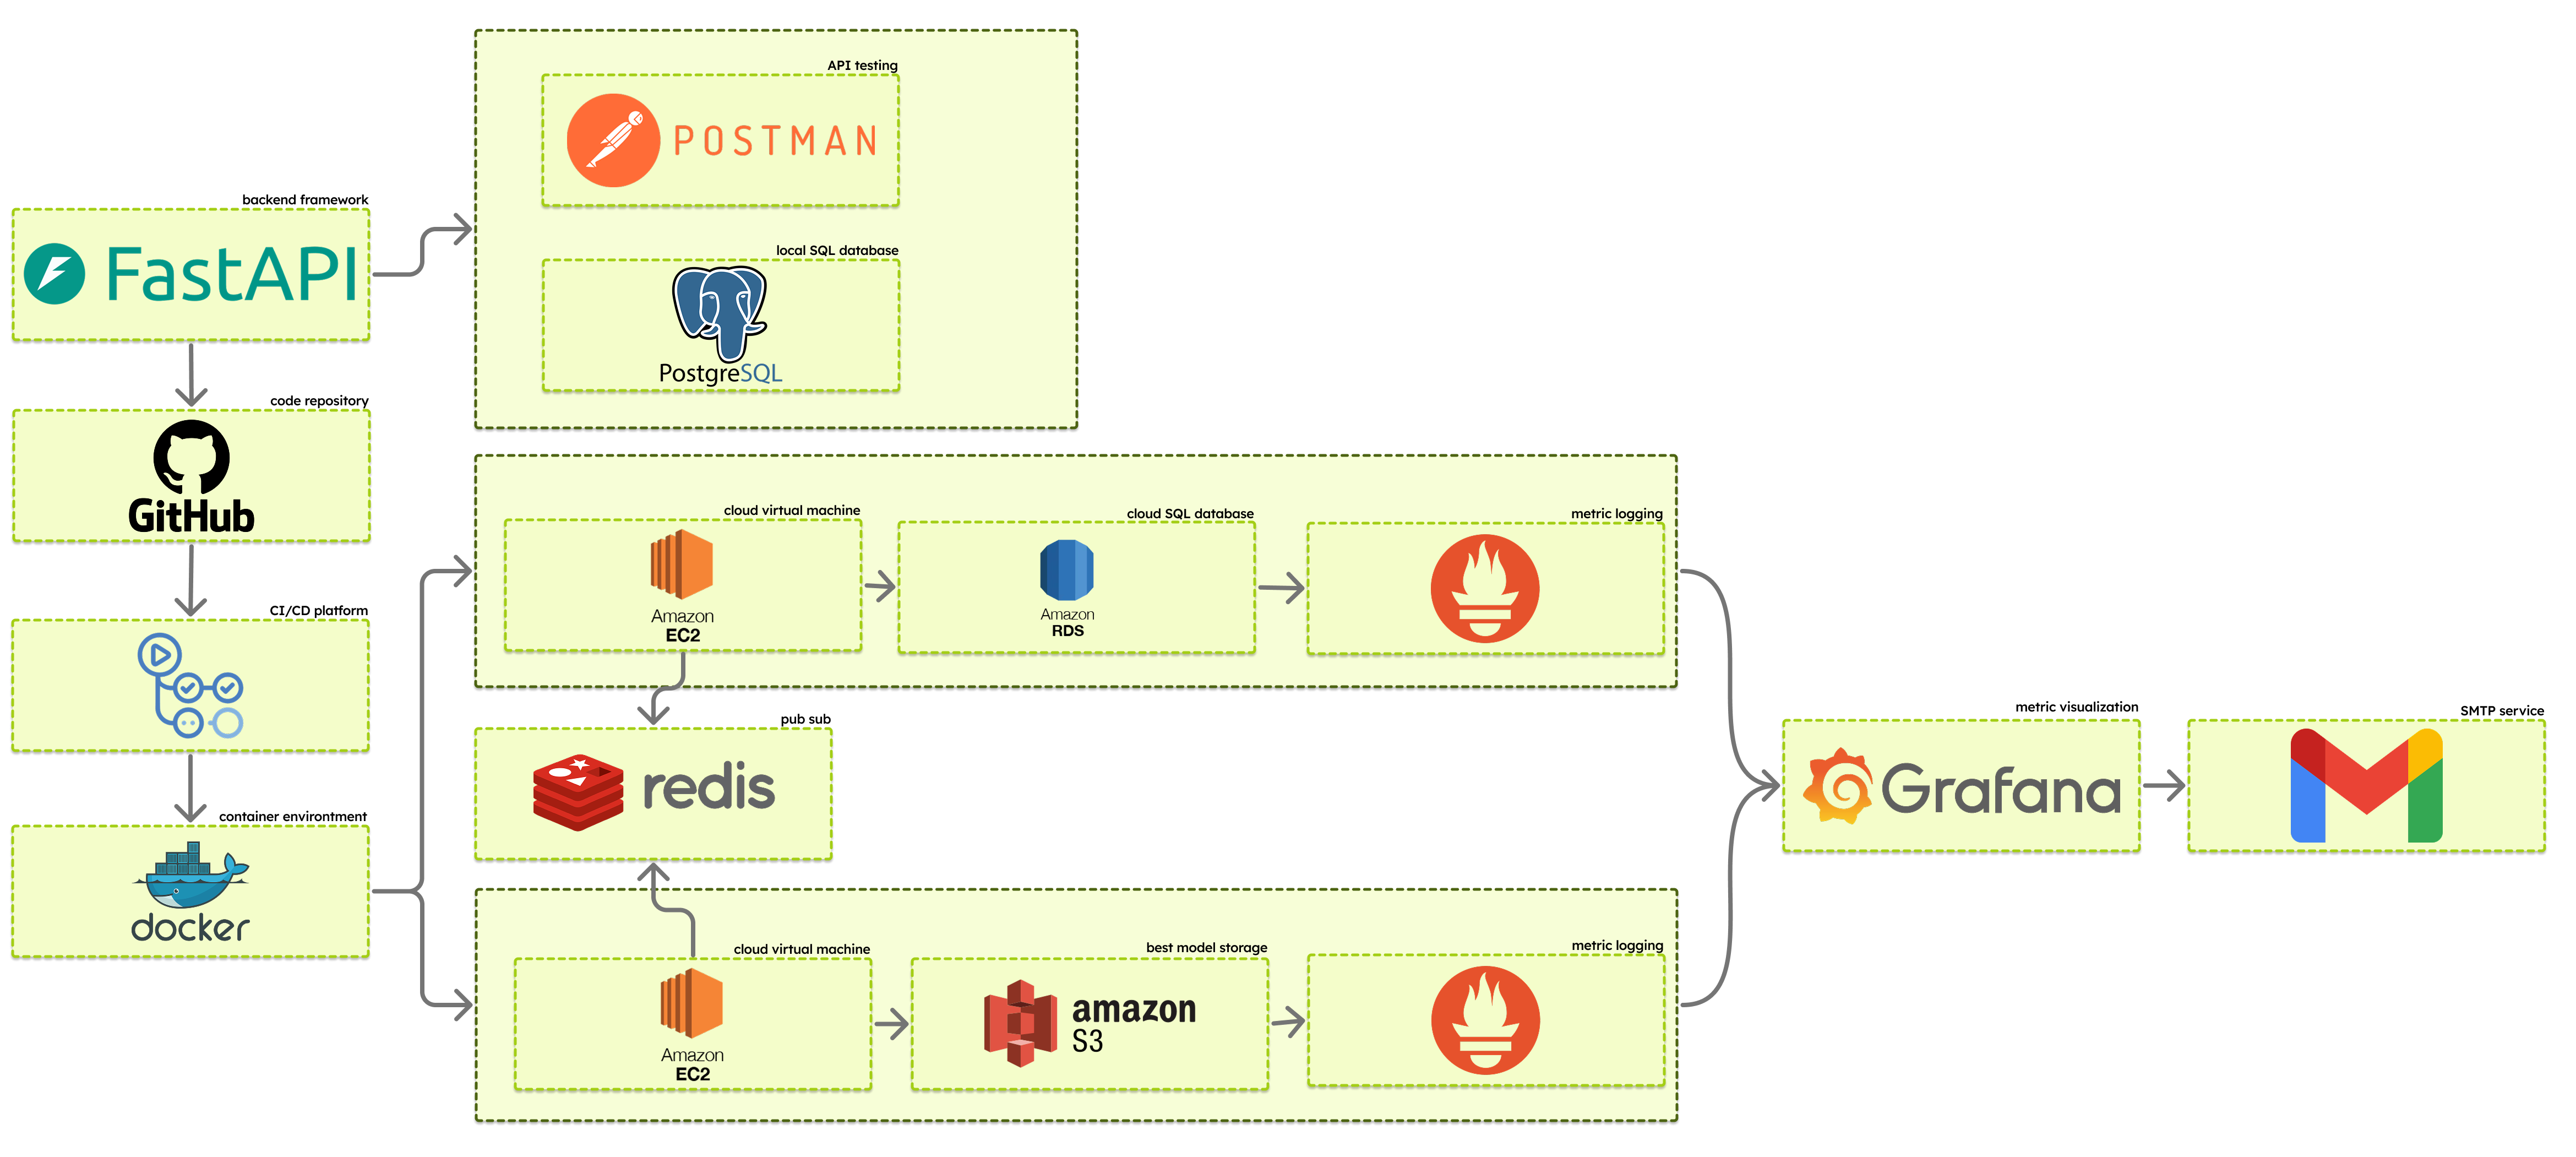 API testing
POSTMAN
backend framework
FastAPI
local SQL database
PostgreSQL
code repository
GitHub
CI/CD platform
container environtment
docker
cloud virtual machine
Amazon
EC2
cloud SQL database
Amazon
RDS
metric logging
pub sub
redis
cloud virtual machine
Amazon
EC2
best model storage
amazon
S3
metric logging
metric visualization
Grafana
SMTP service